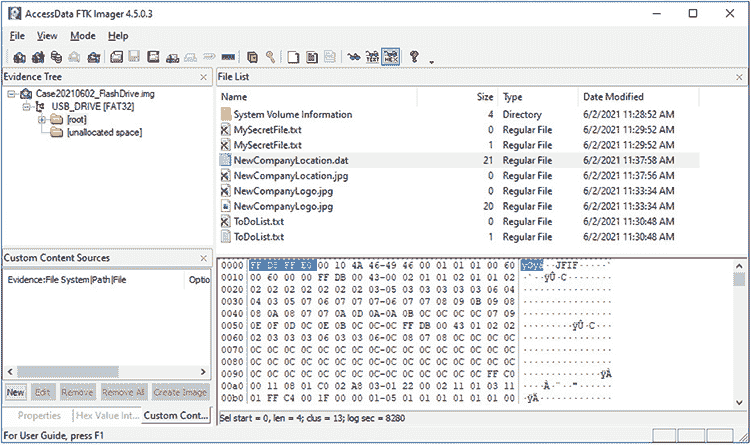 AccessData FTK Imager 4.5.0.3
File View Mode Help
Evidence Tree
Case20210602_FlashDrive.img
USB_DRIVE [FAT32]
[root]
[unallocated space]
Custom Content Sources
Evidence:File System|Path|File Optio
New Edit Remove Remove All Create Image
Properties Hex Value Int... Custom Cont...
File List
Name Size Type Date Modified
System Volume Information 4 Directory 6/2/2021 11:28:52 AM
MySecretFile.txt 0 Regular File 6/2/2021 11:29:52 AM
MySecretFile.txt 1 Regular File 6/2/2021 11:29:52 AM
NewCompanyLocation.dat 21 Regular File 6/2/2021 11:37:58 AM
NewCompanyLocation.jpg 0 Regular File 6/2/2021 11:37:56 AM
NewCompanyLogo.jpg 0 Regular File 6/2/2021 11:33:34 AM
NewCompanyLogo.jpg 20 Regular File 6/2/2021 11:33:34 AM
ToDoList.txt 0 Regular File 6/2/2021 11:30:48 AM
ToDoList.txt 1 Regular File 6/2/2021 11:30:48 AM
0000 FF D8 FF E0 00 10 4A 46-49 46 00 01 01 01 00 60 ÿØÿà··JFIF·····`
0010 00 60 00 00 FF DB 00 43-00 02 01 01 02 01 01 02 ·`··ÿÛ·C········
0020 02 02 02 02 02 02 02 03-05 03 03 03 03 03 06 04 ················
0030 04 03 05 07 06 07 07 07-06 07 07 08 09 0B 09 08 ················
0040 08 0A 08 07 07 0A 0D 0A-0A 0B 0C 0C 0C 0C 07 09 ················
0050 0E 0F 0D 0C 0E 0B 0C 0C-0C FF DB 00 43 01 02 02 ·········ÿÛ·C···
0060 02 03 03 03 06 03 03 06-0C 08 07 08 0C 0C 0C 0C ················
0070 0C 0C 0C 0C 0C 0C 0C 0C-0C 0C 0C 0C 0C 0C 0C 0C ················
0080 0C 0C 0C 0C 0C 0C 0C 0C-0C 0C 0C 0C 0C 0C 0C 0C ················
0090 0C 0C 0C 0C 0C 0C 0C 0C-0C 0C 0C 0C 0C 0C FF C0 ··············ÿÀ
00a0 00 11 08 01 C0 02 A8 03-01 22 00 02 11 01 03 11 ····À·¨··"······
00b0 01 FF C4 00 1F 00 00 01-05 01 01 01 01 01 01 00 ·ÿÄ·············
Sel start = 0, len = 4; clus = 13; log sec = 8280
For User Guide, press F1